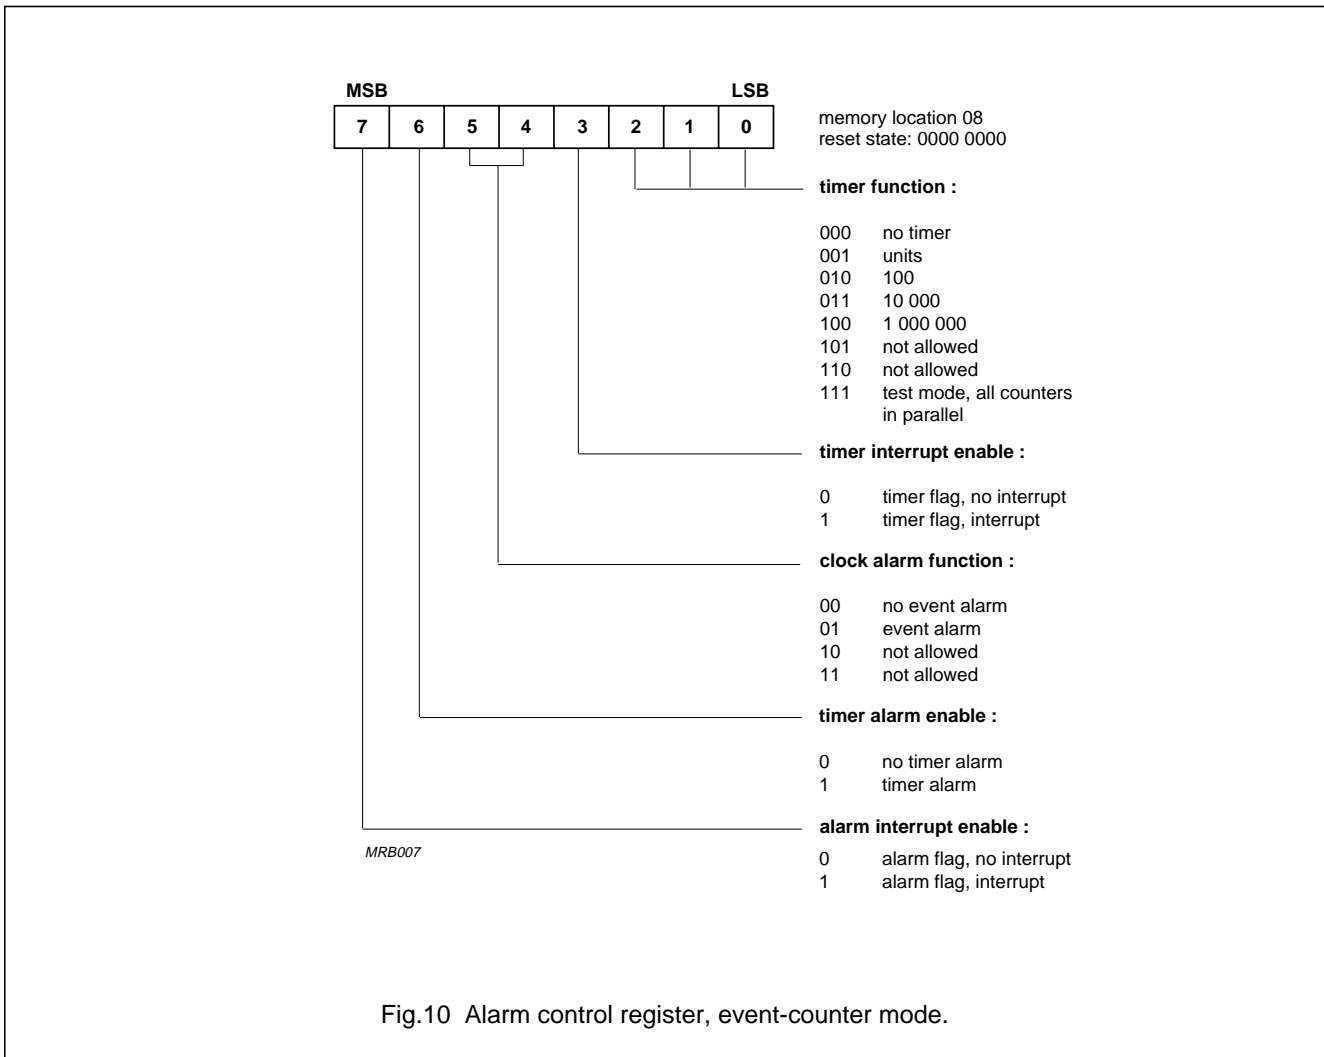 MSB LSB
7 6 5 4 3 2 1 0
memory location 08
reset state: 0000 0000
timer function :
000 no timer
001 units
010 100
011 10 000
100 1 000 000
101 not allowed
110 not allowed
111 test mode, all counters
in parallel
timer interrupt enable :
0 timer flag, no interrupt
1 timer flag, interrupt
clock alarm function :
00 no event alarm
01 event alarm
10 not allowed
11 not allowed
timer alarm enable :
0 no timer alarm
1 timer alarm
alarm interrupt enable :
MRB007
0 alarm flag, no interrupt
1 alarm flag, interrupt
Fig.10 Alarm control register, event-counter mode.